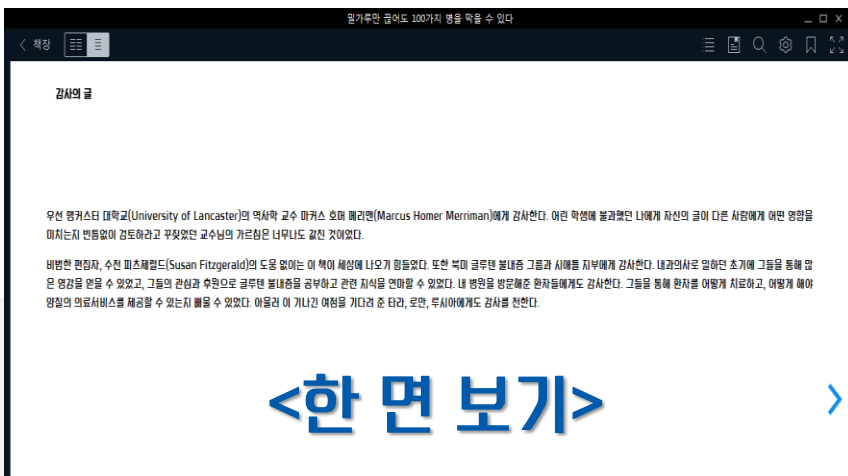 밀가루만 끊어도 100가지 병을 막을 수 있다
책장
감사의 글
우선 랭커스터 대학교(University of Lancaster)의 역사학 교수 마커스 호머 메리맨(Marcus Homer Merriman)에게 감사한다. 어린 학생에 불과했던 나에게 자신의 글이 다른 사람에게 어떤 영향을
미치는지 빈틈없이 검토하라고 꾸짖었던 교수님의 가르침은 너무나도 값진 것이었다.
비범한 편집자, 수전 피츠제럴드(Susan Fitzgerald)의 도움 없이는 이 책이 세상에 나오기 힘들었다. 또한 북미 글루텐 불내증 그룹과 시애틀 지부에게 감사한다. 내과의사로 일하던 초기에 그들을 통해 많
은 영감을 얻을 수 있었고, 그들의 관심과 후원으로 글루텐 불내증을 공부하고 관련 지식을 연마할 수 있었다. 내 병원을 방문해준 환자들에게도 감사한다. 그들을 통해 환자를 어떻게 치료하고, 어떻게 해야
양질의 의료서비스를 제공할 수 있는지 배울 수 있었다. 아울러 이 기나긴 여정을 기다려 준 타라, 로만, 루시아에게도 감사를 전한다.
<한 면 보기>